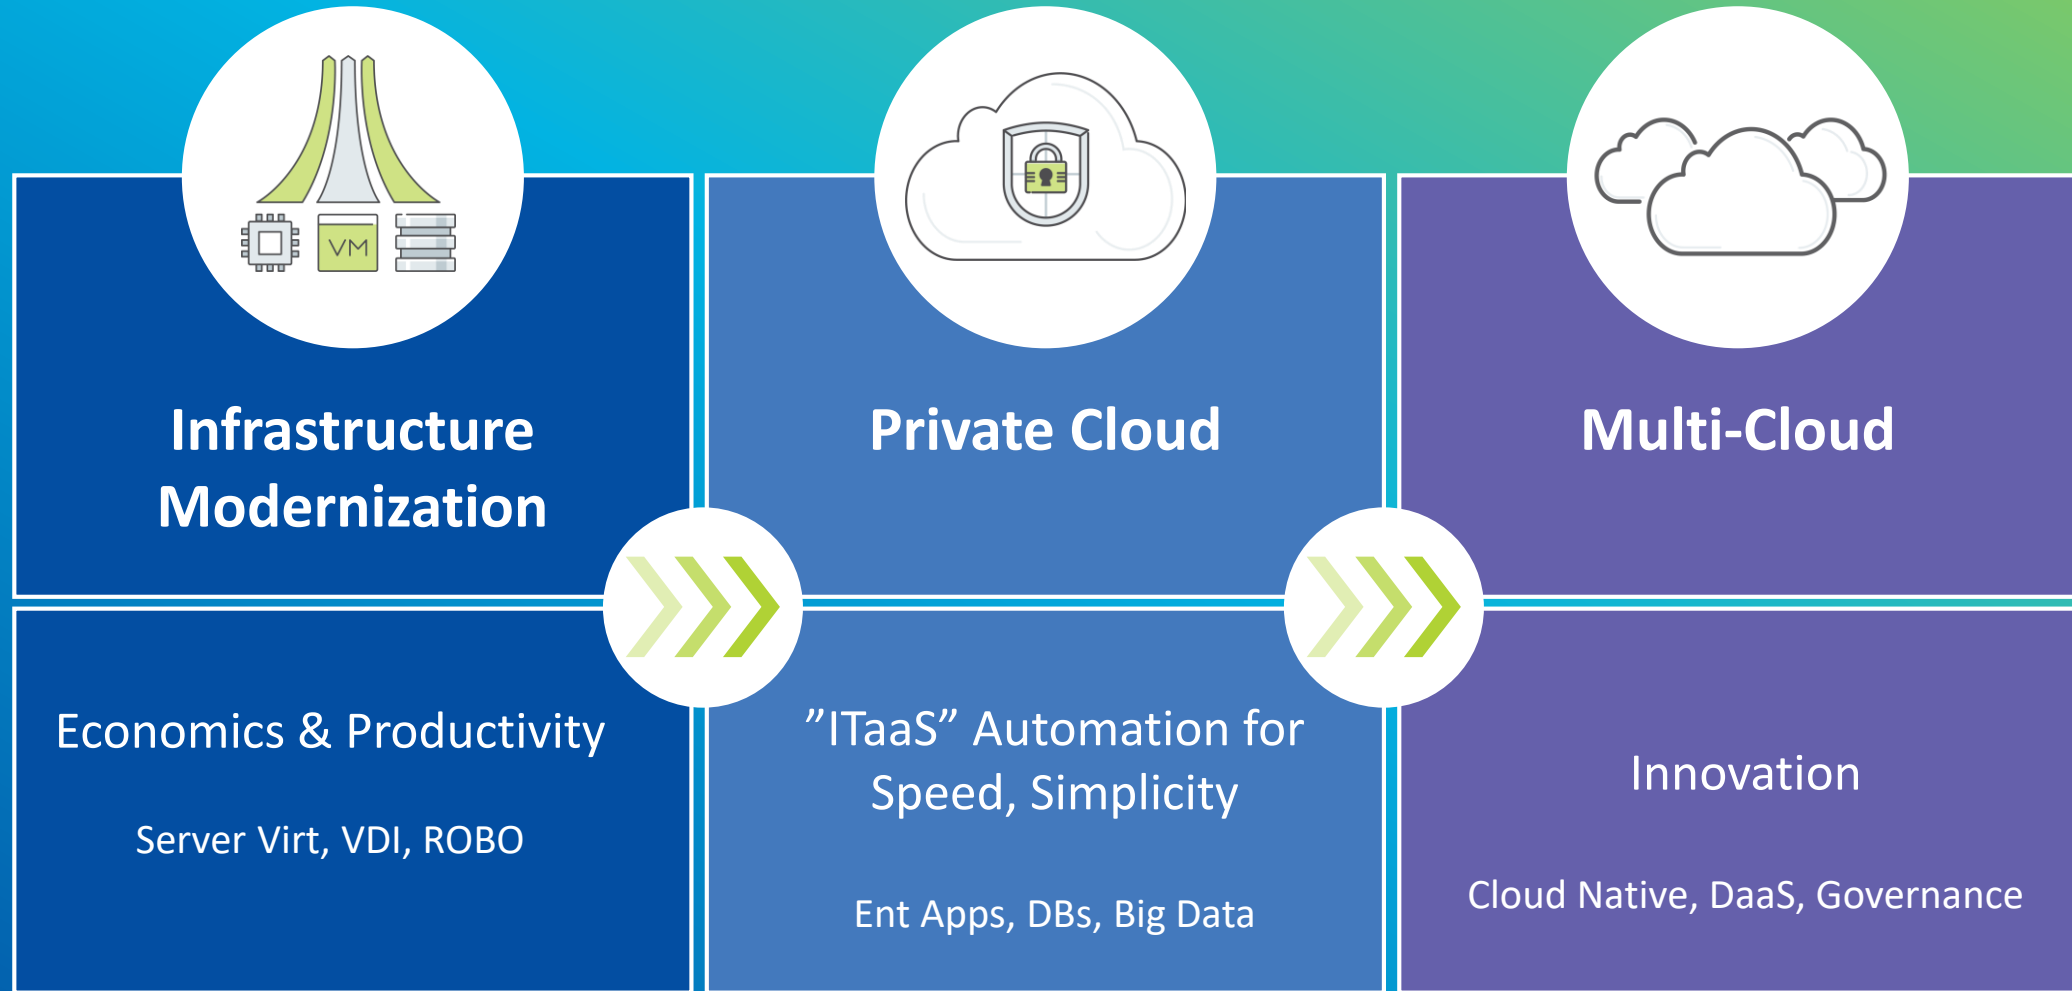 VM
Infrastructure
Modernization
Private Cloud
Multi-Cloud
Economics & Productivity
Server Virt, VDI, ROBO
”ITaaS” Automation for
Speed, Simplicity
Ent Apps, DBs, Big Data
Innovation
Cloud Native, DaaS, Governance